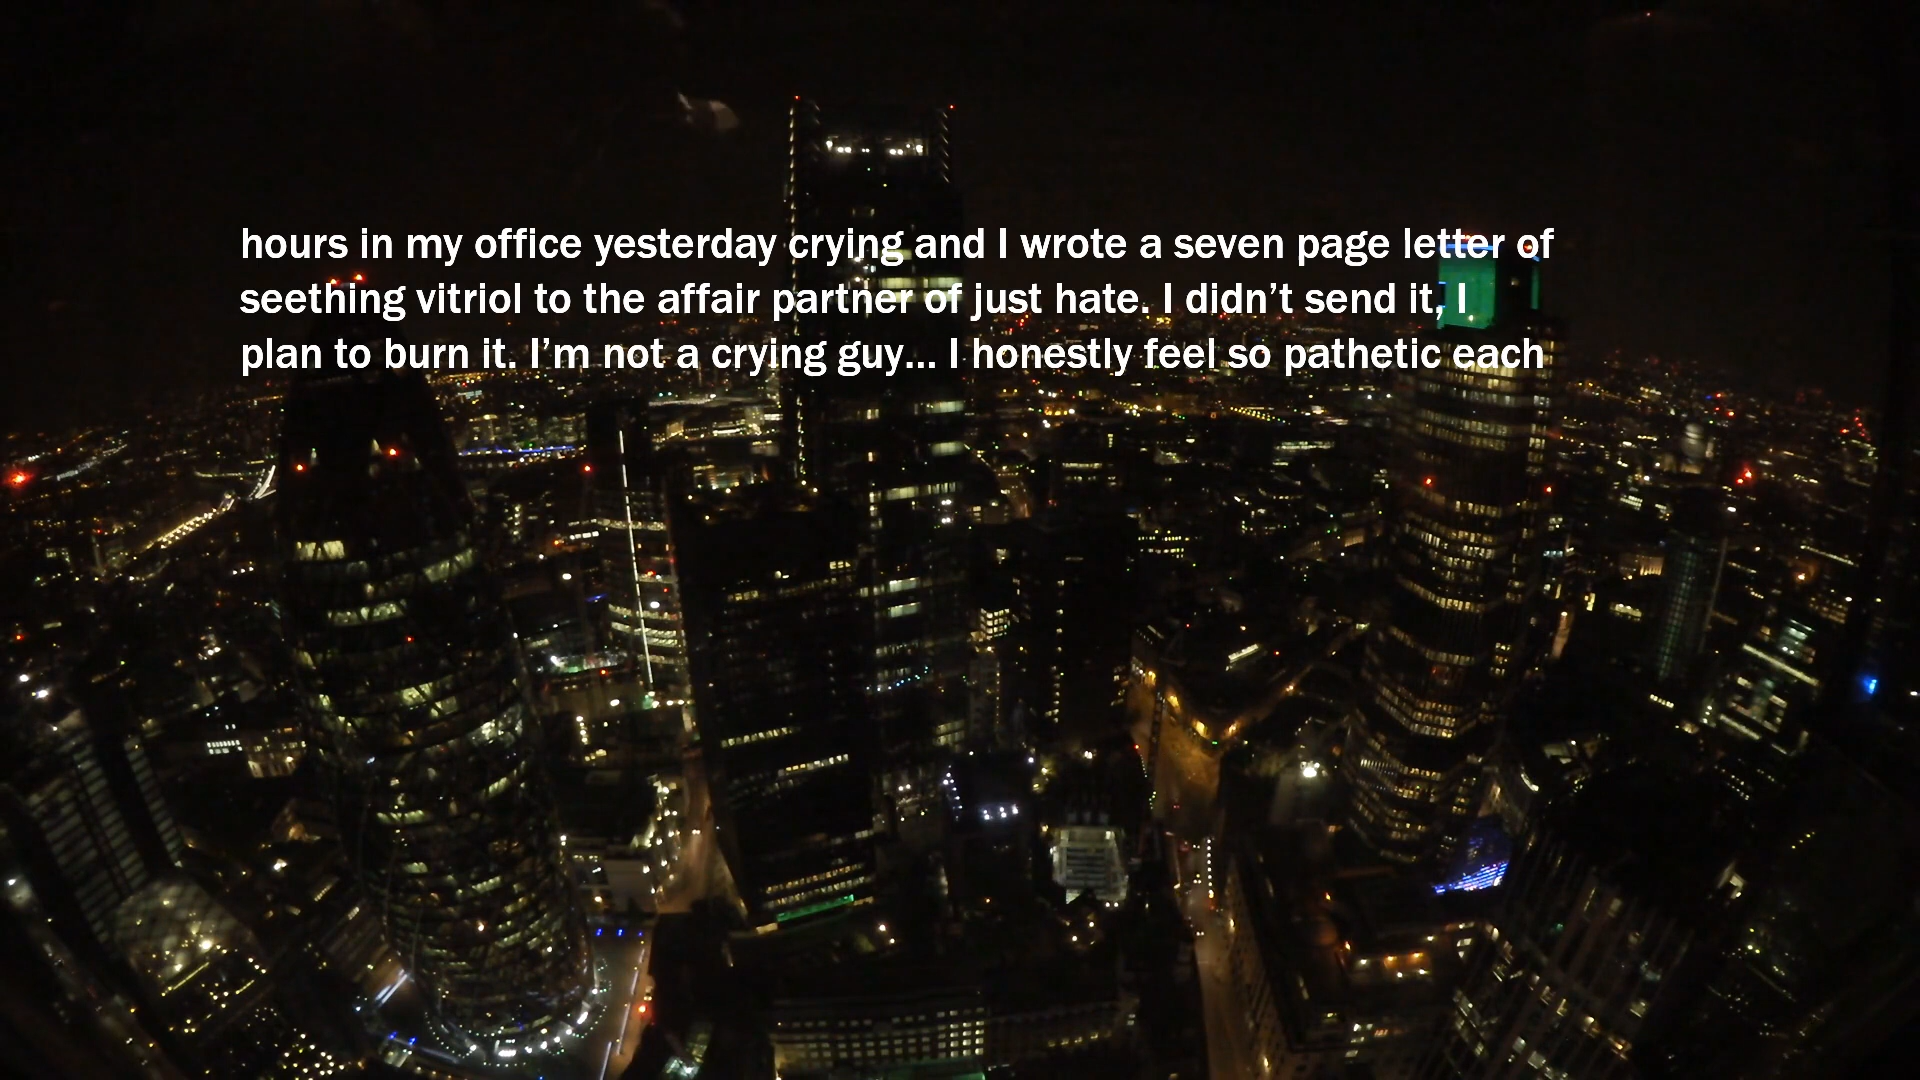 hours in my office yesterday crying and I wrote a seven page letter of
seething vitriol to the affair partner of just hate. I didn’t send it, I
plan to burn it. I’m not a crying guy... I honestly feel so pathetic each